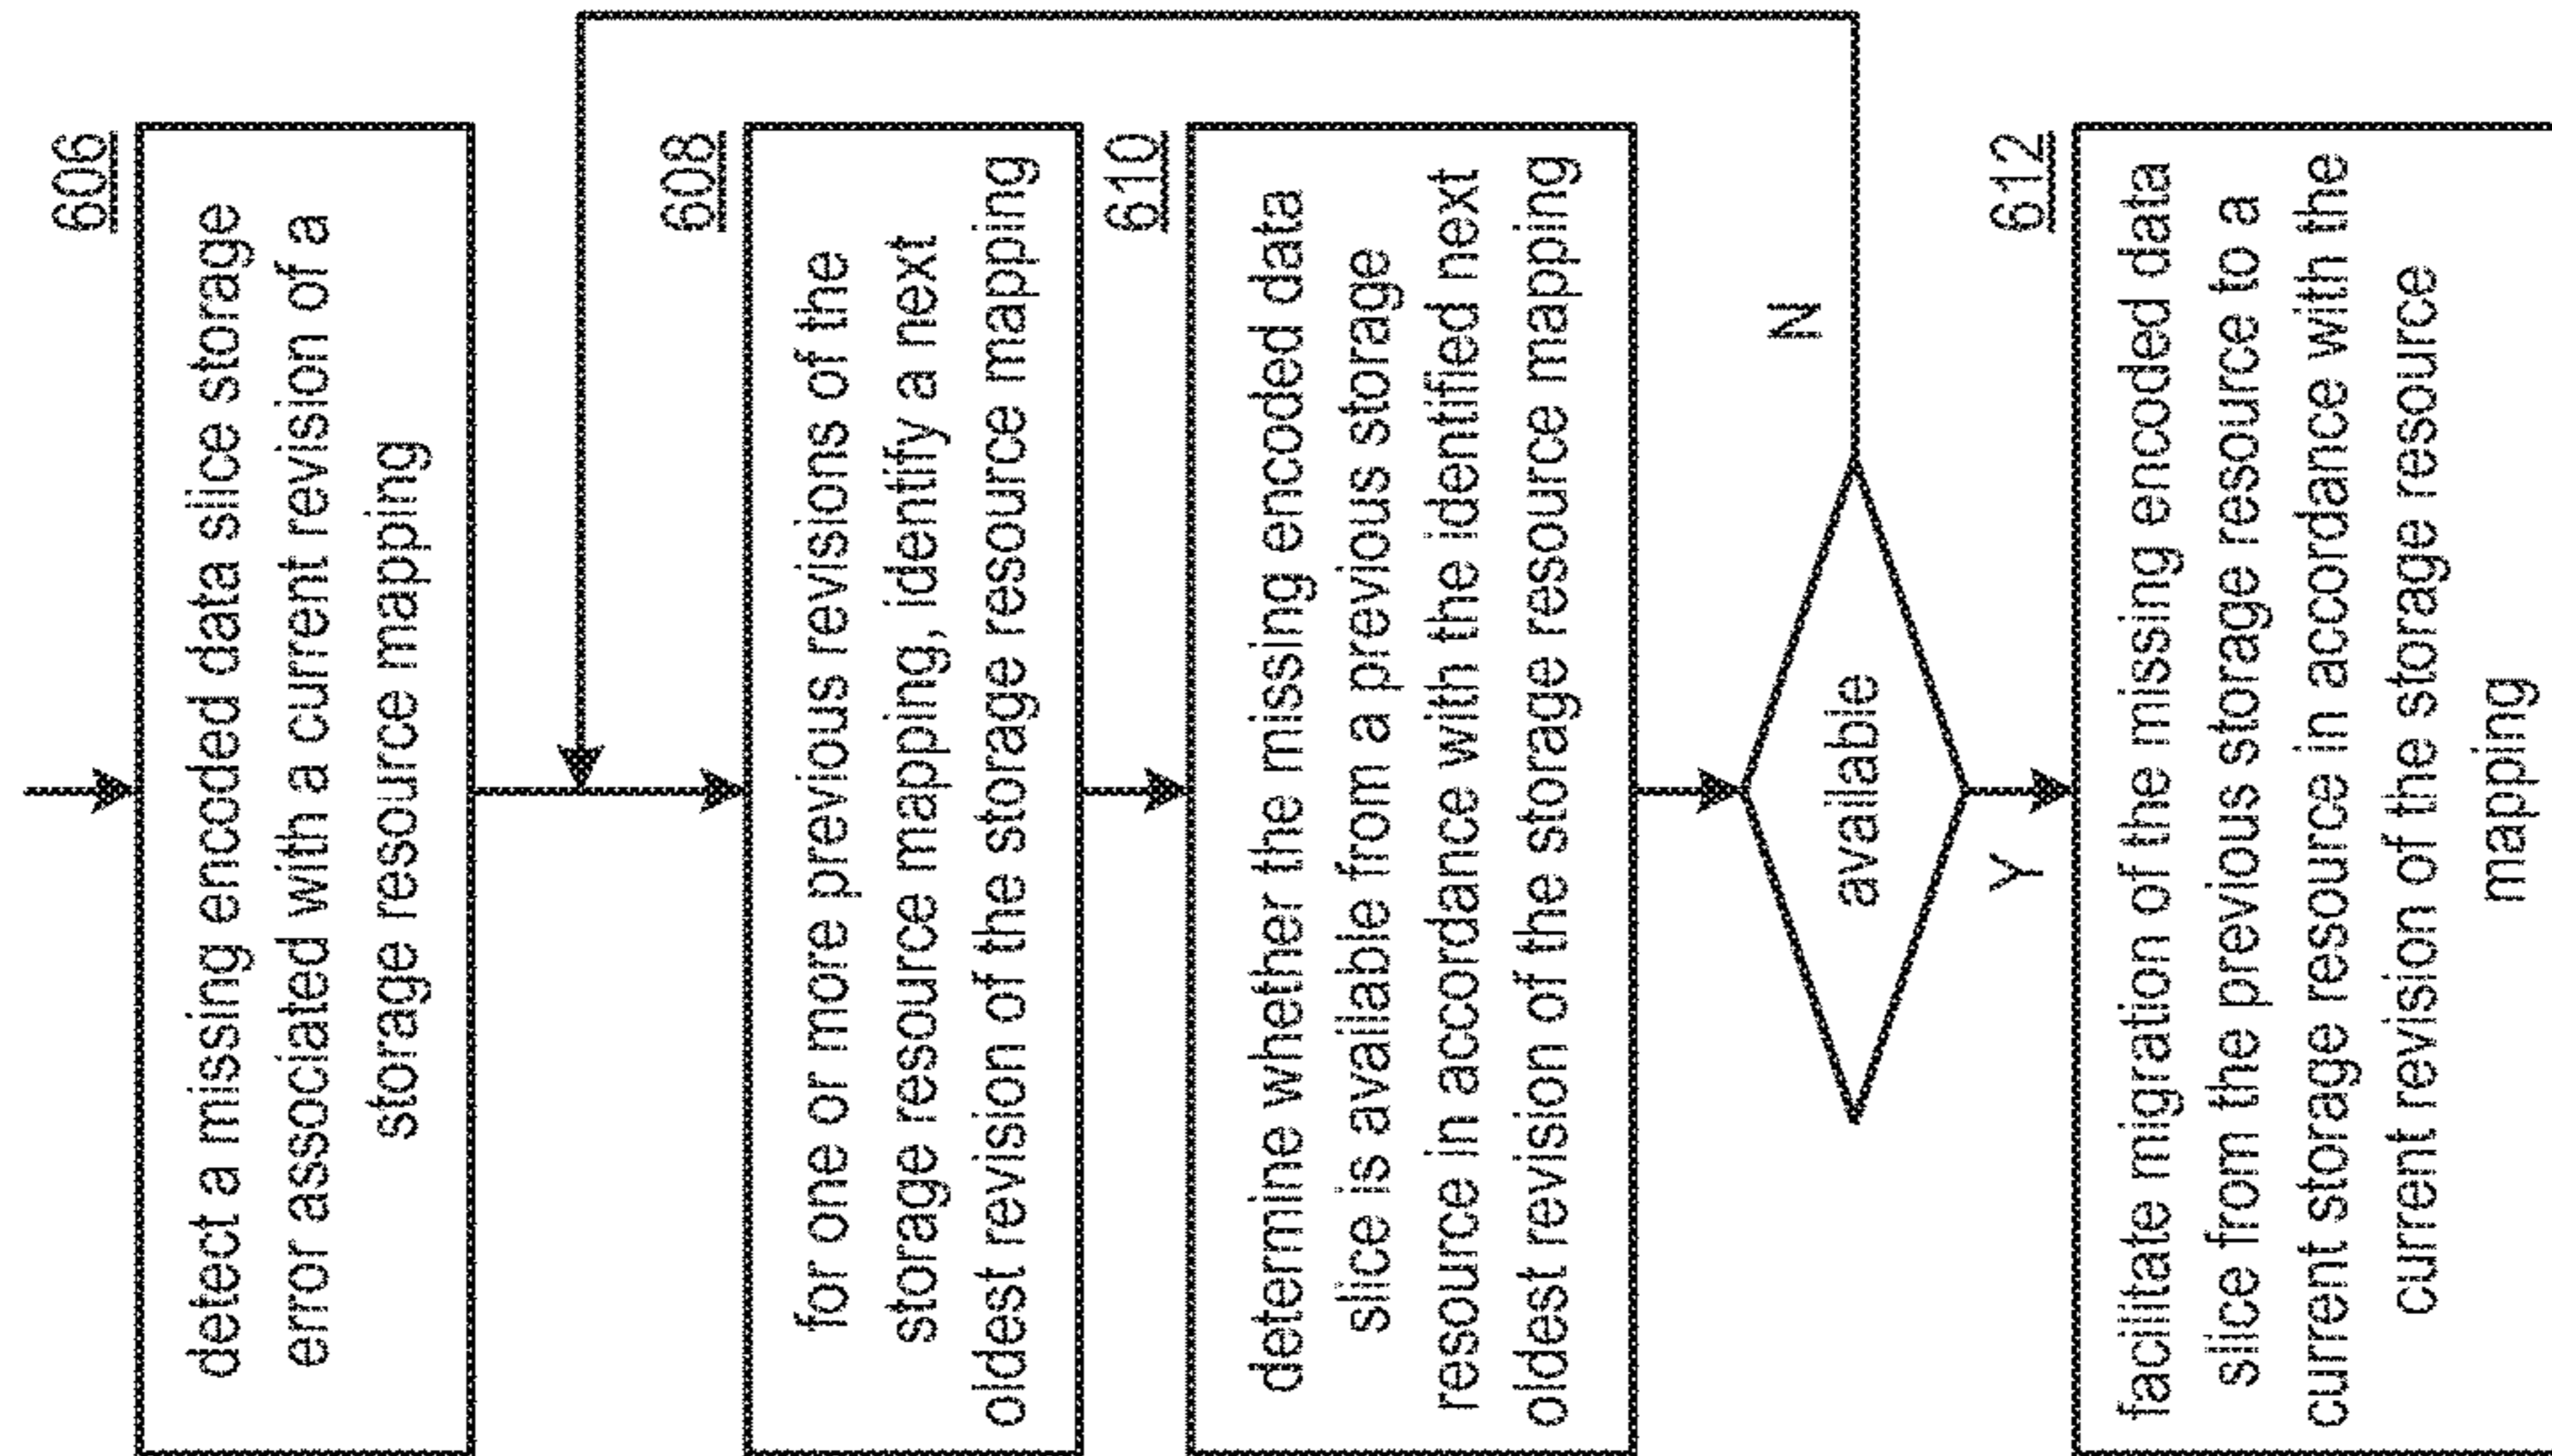 606
detect a missing encoded data slice storage
error associated with a current revision of a
storage resource mapping
608
for one or more previous revisions of the
storage resource mapping, identify a next
oldest revision of the storage resource mapping
610
determine whether the missing encoded data
slice is available from a previous storage
resource in accordance with the identified next
oldest revision of the storage resource mapping
available
N
Y
612
facilitate migration of the missing encoded data
slice from the previous storage resource to a
current storage resource in accordance with the
current revision of the storage resource
mapping